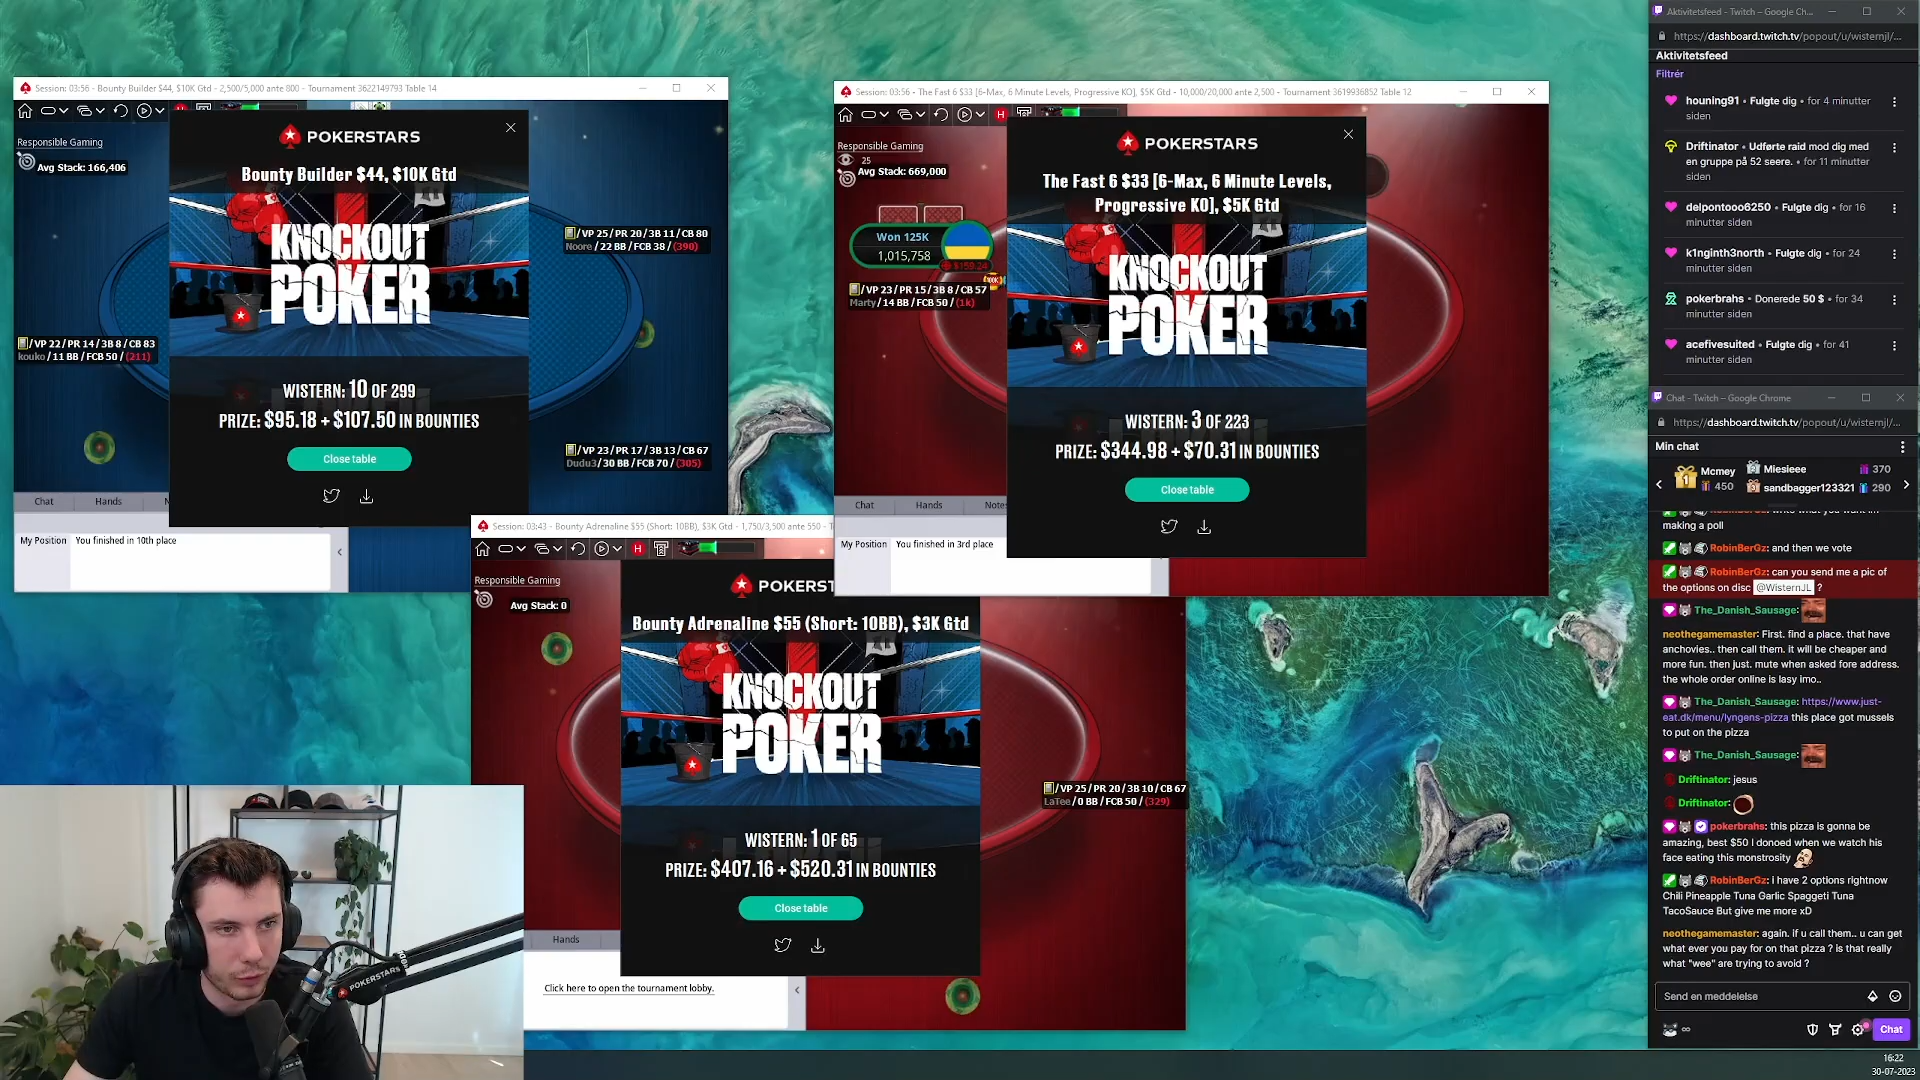 Session: 03:56 - Bounty Builder $44, $10K Gtd - 2,500/5,000 ante 800 - Tournament 3622149793 Table 14
Responsible Gaming
Avg Stack: 166,406
POKERSTARS
Bounty Builder $44, $10K Gtd
KNOCKOUT
POKER
WISTERN: 10 OF 299
PRIZE: $95.18 + $107.50 IN BOUNTIES
Close table
/VP 25 / PR 20 / 3B 11 / CB 80
Noore / 22 BB / FCB 38 / (390)
/VP 22 / PR 14 / 3B 8 / CB 83
kouko / 11 BB / FCB 50 / (211)
/VP 23 / PR 17 / 3B 13 / CB 67
Dudu3 / 30 BB / FCB 70 / (305)
Chat
Hands
My Position
You finished in 10th place
Session: 03:56 - The Fast 6 $33 [6-Max, 6 Minute Levels, Progressive KO], $5K Gtd - 10,000/20,000 ante 2,500 - Tournament 3619936852 Table 12
H
Responsible Gaming
25
Avg Stack: 669,000
Won 125K
1,015,758
/VP 23 / PR 15 / 3B 8 / CB 57
Marty / 14 BB / FCB 50 / (1k)
POKERSTARS
The Fast 6 $33 [6-Max, 6 Minute Levels,
Progressive KO], $5K Gtd
KNOCKOUT
POKER
WISTERN: 3 OF 223
PRIZE: $344.98 + $70.31 IN BOUNTIES
Close table
Chat
Hands
Notes
My Position
You finished in 3rd place
Session: 03:43 - Bounty Adrenaline $55 (Short: 10BB), $3K Gtd - 1,750/3,500 ante 550 - T
H
Responsible Gaming
Avg Stack: 0
POKERST
Bounty Adrenaline $55 (Short: 10BB), $3K Gtd
KNOCKOUT
POKER
WISTERN: 1 OF 65
PRIZE: $407.16 + $520.31 IN BOUNTIES
Close table
/VP 25 / PR 20 / 3B 10 / CB 67
LaTee / 0 BB / FCB 50 / (329)
Hands
Click here to open the tournament lobby.
POKERSTARS
Aktivitetsfeed - Twitch – Google Ch...
https://dashboard.twitch.tv/popout/u/wisternjl/...
Aktivitetsfeed
Filtrér
houning91 • Fulgte dig • for 4 minutter
siden
Driftinator • Udførte raid mod dig med
en gruppe på 52 seere. • for 11 minutter
siden
delpontooo6250 • Fulgte dig • for 16
minutter siden
k1nginth3north • Fulgte dig • for 24
minutter siden
pokerbrahs • Donerede 50 $ • for 34
minutter siden
acefivesuited • Fulgte dig • for 41
minutter siden
Chat - Twitch – Google Chrome
https://dashboard.twitch.tv/popout/u/wisternjl/...
Min chat
1 Mcmey 450
2 Miesieee 370
3 sandbagger123321 290
making a poll
RobinBerGz: and then we vote
RobinBerGz: can you send me a pic of
the options on disc @WisternJL ?
The_Danish_Sausage:
neothegamemaster: First. find a place. that have
anchovies.. then call them. it will be cheaper and
more fun. then just. mute when asked fore address.
the whole order online is lasy imo..
The_Danish_Sausage: https://www.just-
eat.dk/menu/lyngens-pizza this place got mussels
to put on the pizza
The_Danish_Sausage:
Driftinator: jesus
Driftinator:
pokerbrahs: this pizza is gonna be
amazing, best $50 I donoed when we watch his
face eating this monstrosity
RobinBerGz: i have 2 options rightnow
Chili Pineapple Tuna Garlic Spaggeti Tuna
TacoSauce But give me more xD
neothegamemaster: again. if u call them.. u can get
what ever you pay for on that pizza ? is that really
what "wee" are trying to avoid ?
Send en meddelelse
Chat
16:22
30-07-2023